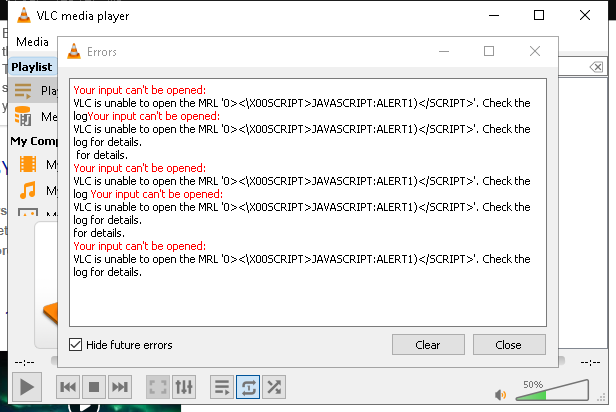 VLC media player
Media
Errors
Playlist
Pla
Me
My Comp
My
My
My
Your input can't be opened:
VLC is unable to open the MRL '0><\X00SCRIPT>JAVASCRIPT:ALERT1)</SCRIPT>'. Check the
logYour input can't be opened:
VLC is unable to open the MRL '0><\X00SCRIPT>JAVASCRIPT:ALERT1)</SCRIPT>'. Check the
log for details.
for details.
Your input can't be opened:
VLC is unable to open the MRL '0><\X00SCRIPT>JAVASCRIPT:ALERT1)</SCRIPT>'. Check the
log Your input can't be opened:
VLC is unable to open the MRL '0><\X00SCRIPT>JAVASCRIPT:ALERT1)</SCRIPT>'. Check the
log for details.
for details.
Your input can't be opened:
VLC is unable to open the MRL '0><\X00SCRIPT>JAVASCRIPT:ALERT1)</SCRIPT>'. Check the
log for details.
Hide future errors
Clear
Close
--:--
--:--
50%